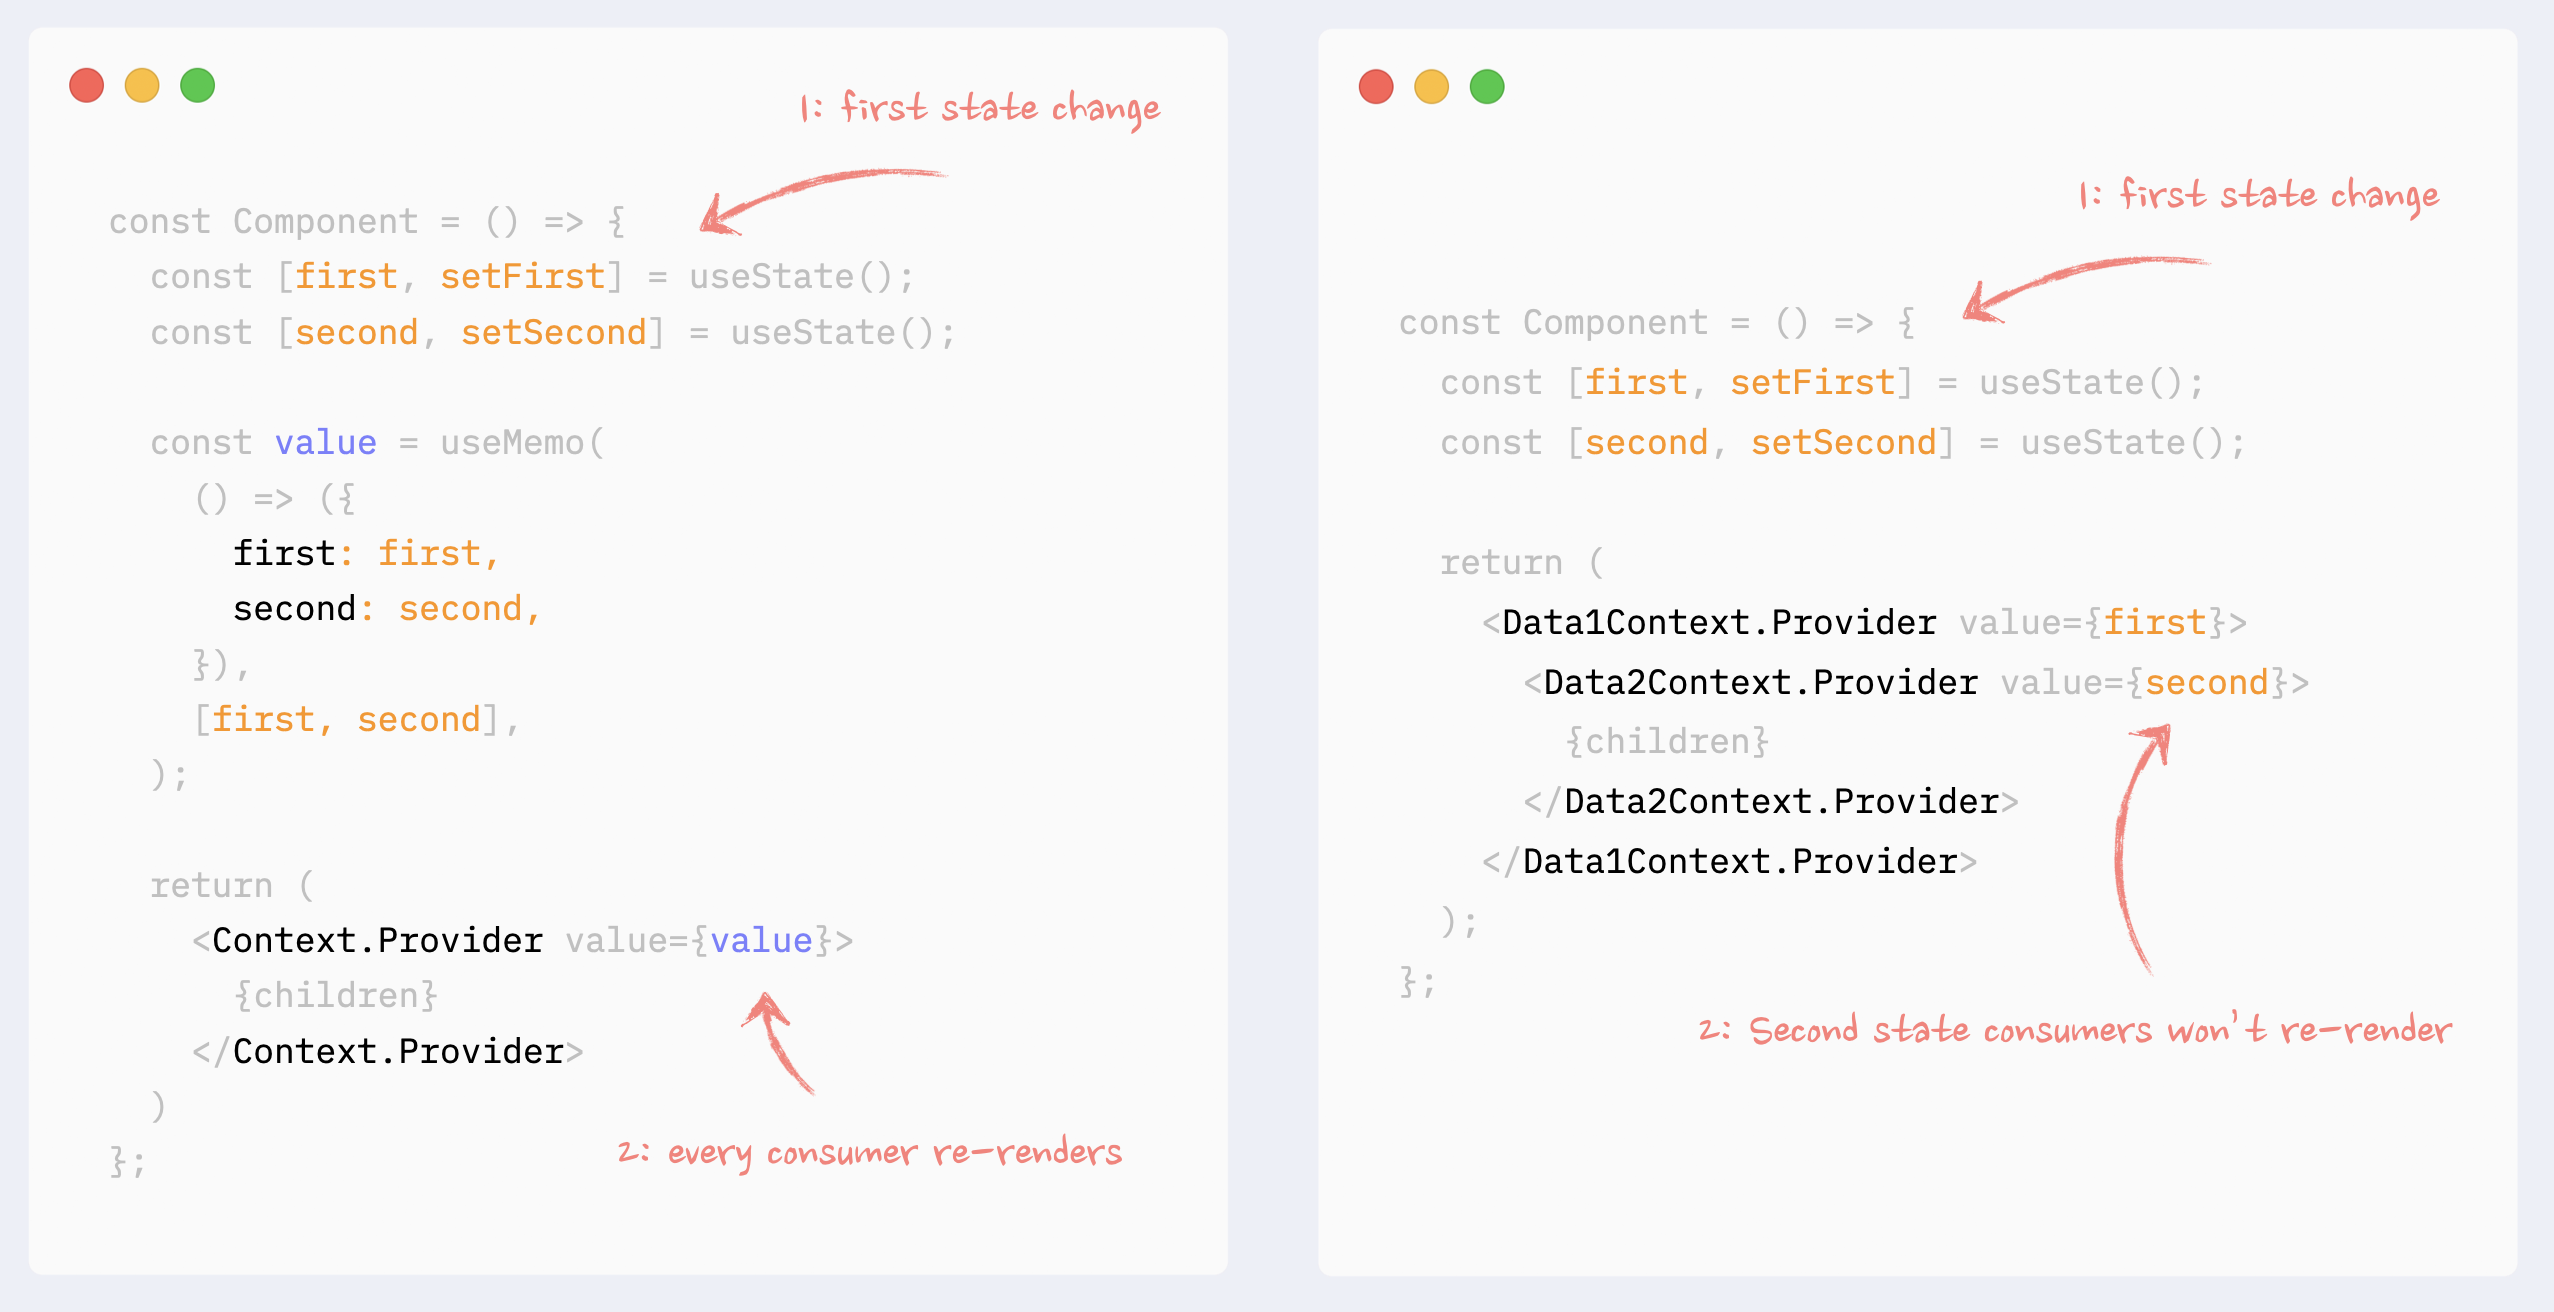 1: first state change
const Component = () => {
const [first, setFirst] = useState();
const [second, setSecond] = useState();
const value = useMemo(
() => ({
first: first,
second: second,
}),
[first, second],
);
return (
<Context.Provider value={value}>
{children}
</Context.Provider>
)
};
2: every consumer re-renders
1: first state change
const Component = () => {
const [first, setFirst] = useState();
const [second, setSecond] = useState();
return (
<Data1Context.Provider value={first}>
<Data2Context.Provider value={second}>
{children}
</Data2Context.Provider>
</Data1Context.Provider>
);
};
2: Second state consumers won't re-render